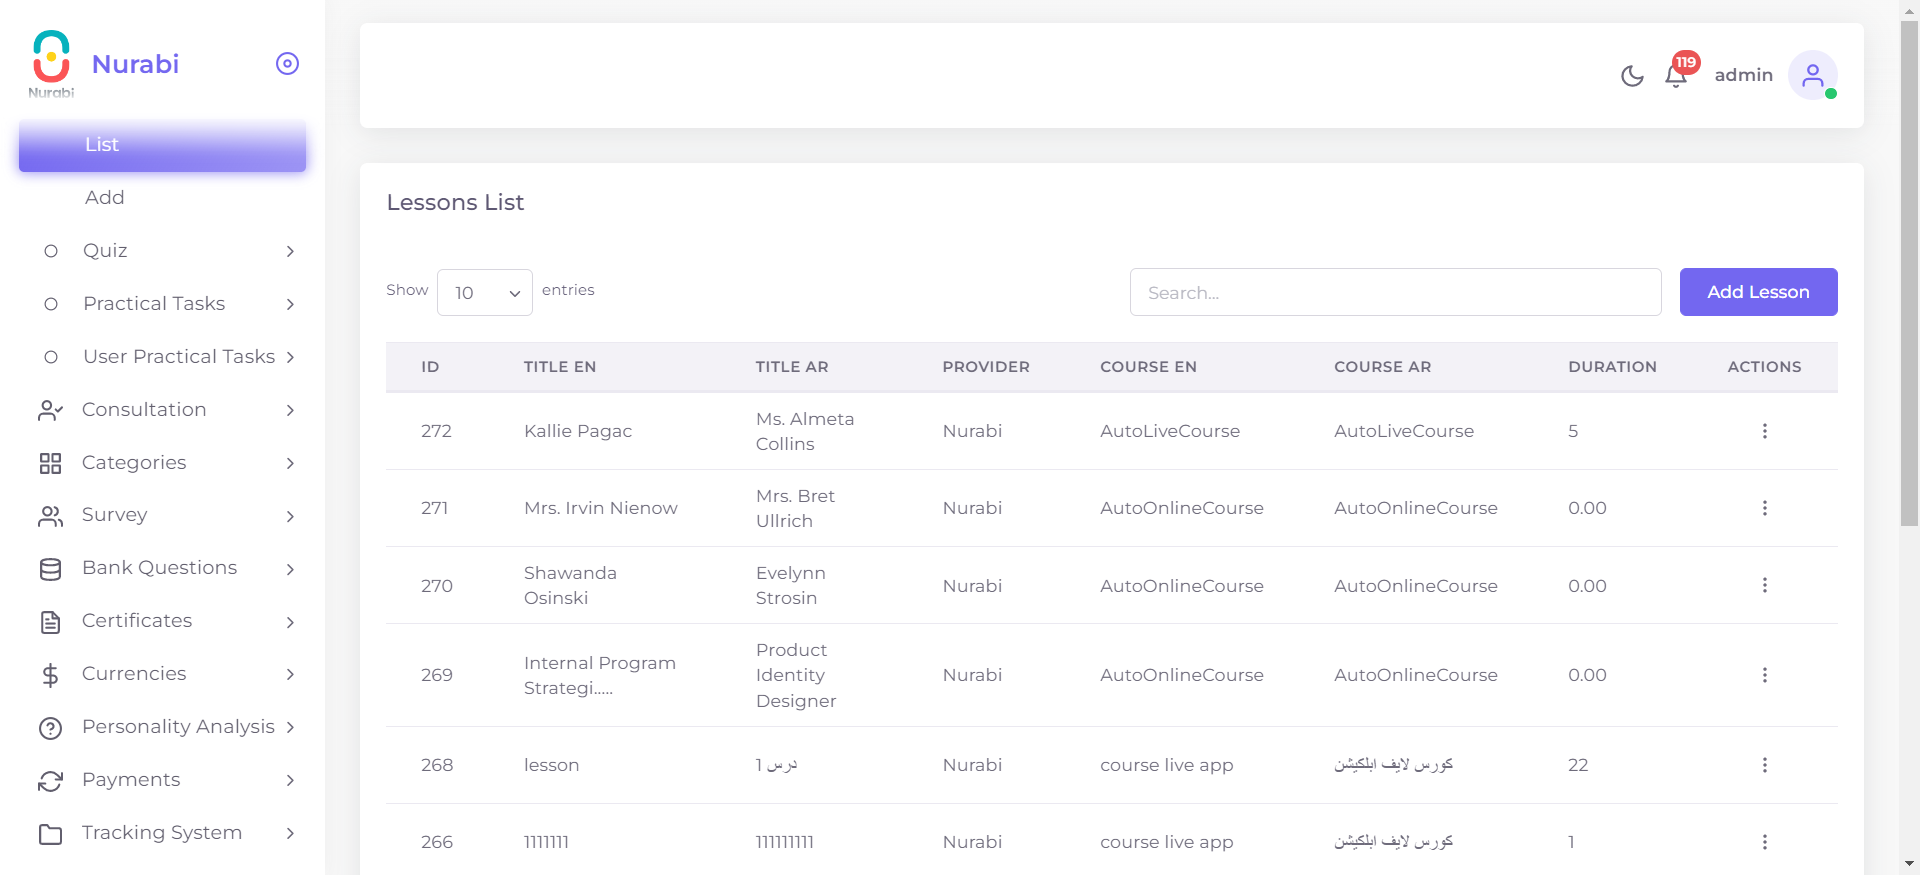 Nurabi
Nurabi
List
Add
Quiz
Practical Tasks
User Practical Tasks
Consultation
Categories
Survey
Bank Questions
Certificates
Currencies
Personality Analysis
Payments
Tracking System
119
admin
Lessons List
Show 10 entries
Search...
Add Lesson
ID TITLE EN TITLE AR PROVIDER COURSE EN COURSE AR DURATION ACTIONS
272 Kallie Pagac Ms. Almeta Collins Nurabi AutoLiveCourse AutoLiveCourse 5
271 Mrs. Irvin Nienow Mrs. Bret Ullrich Nurabi AutoOnlineCourse AutoOnlineCourse 0.00
270 Shawanda Osinski Evelynn Strosin Nurabi AutoOnlineCourse AutoOnlineCourse 0.00
269 Internal Program Strategi..... Product Identity Designer Nurabi AutoOnlineCourse AutoOnlineCourse 0.00
268 lesson درس 1 Nurabi course live app كورس لايف ابلكيشن 22
266 1111111 111111111 Nurabi course live app كورس لايف ابلكيشن 1